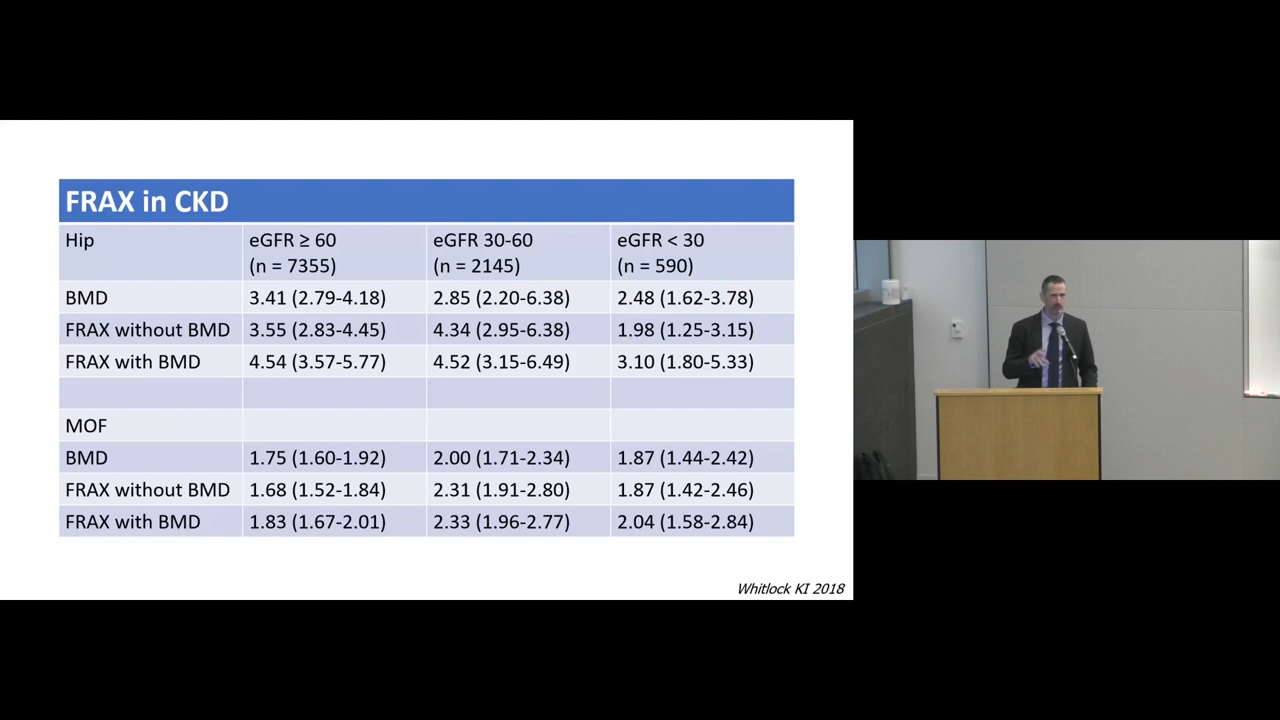 FRAX in CKD
Hip eGFR ≥ 60 eGFR 30-60 eGFR < 30
(n = 7355) (n = 2145) (n = 590)
BMD 3.41 (2.79-4.18) 2.85 (2.20-6.38) 2.48 (1.62-3.78)
FRAX without BMD 3.55 (2.83-4.45) 4.34 (2.95-6.38) 1.98 (1.25-3.15)
FRAX with BMD 4.54 (3.57-5.77) 4.52 (3.15-6.49) 3.10 (1.80-5.33)
MOF
BMD 1.75 (1.60-1.92) 2.00 (1.71-2.34) 1.87 (1.44-2.42)
FRAX without BMD 1.68 (1.52-1.84) 2.31 (1.91-2.80) 1.87 (1.42-2.46)
FRAX with BMD 1.83 (1.67-2.01) 2.33 (1.96-2.77) 2.04 (1.58-2.84)
Whitlock KI 2018